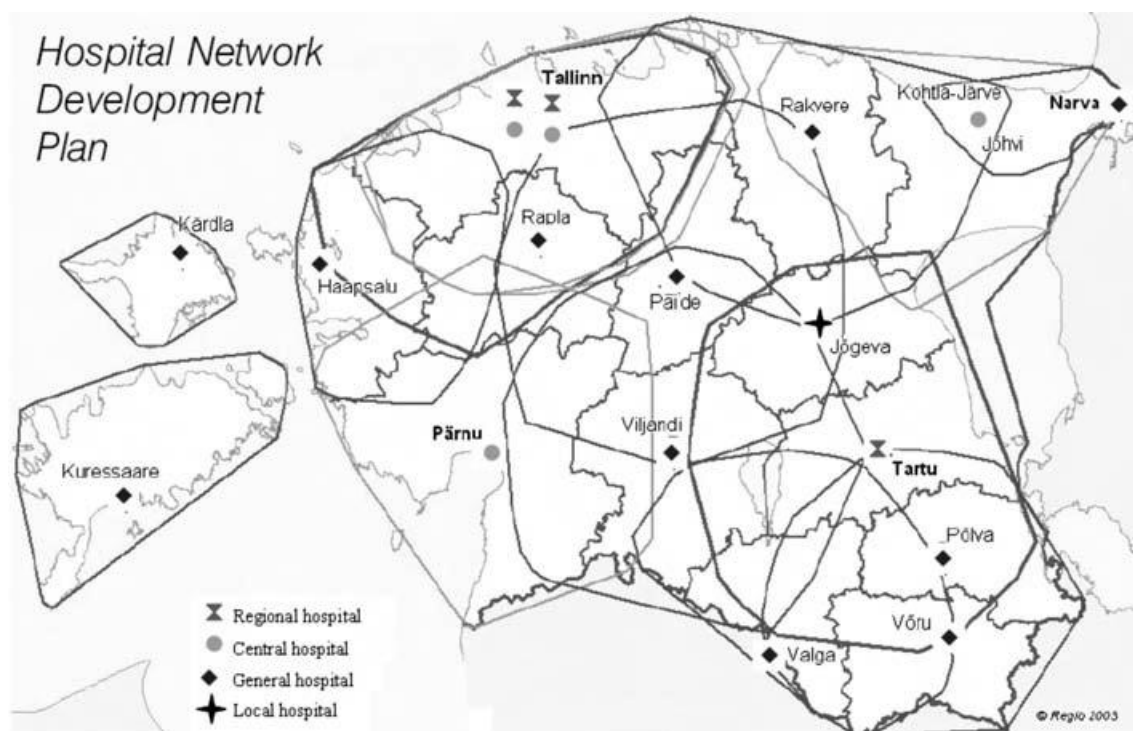 Hospital Network
Development
Plan
Tallinn
Kohtla-Järve
Narva
Rakvere
Jõhvi
Kärdla
Rapla
Haapsalu
Paide
Jõgeva
Viljandi
Pärnu
Kuressaare
Tartu
Põlva
Võru
Valga
Regional hospital
Central hospital
General hospital
Local hospital
© Regio 2003